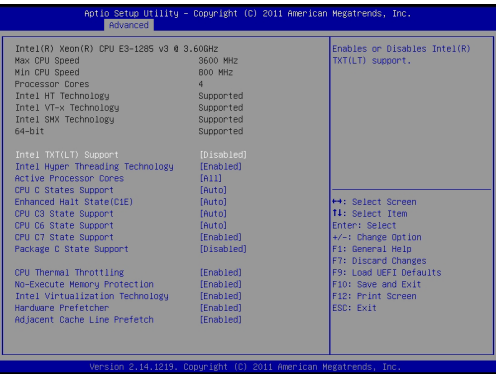 Aptio Setup Utility – Copyright (C) 2011 American Megatrends, Inc.
Advanced
Intel(R) Xeon(R) CPU E3-1285 v3 @ 3.60GHz
Max CPU Speed 3600 MHz
Min CPU Speed 800 MHz
Processor Cores 4
Intel HT Technology Supported
Intel VT-x Technology Supported
Intel SMX Technology Supported
64-bit Supported
Intel TXT(LT) Support [Disabled]
Intel Hyper Threading Technology [Enabled]
Active Processor Cores [All]
CPU C States Support [Auto]
Enhanced Halt State(C1E) [Auto]
CPU C3 State Support [Auto]
CPU C6 State Support [Auto]
CPU C7 State Support [Enabled]
Package C State Support [Disabled]
CPU Thermal Throttling [Enabled]
No-Execute Memory Protection [Enabled]
Intel Virtualization Technology [Enabled]
Hardware Prefetcher [Enabled]
Adjacent Cache Line Prefetch [Enabled]
Enables or Disables Intel(R)
TXT(LT) support.
↔: Select Screen
↑↓: Select Item
Enter: Select
+/-: Change Option
F1: General Help
F7: Discard Changes
F9: Load UEFI Defaults
F10: Save and Exit
F12: Print Screen
ESC: Exit
Version 2.14.1219. Copyright (C) 2011 American Megatrends, Inc.